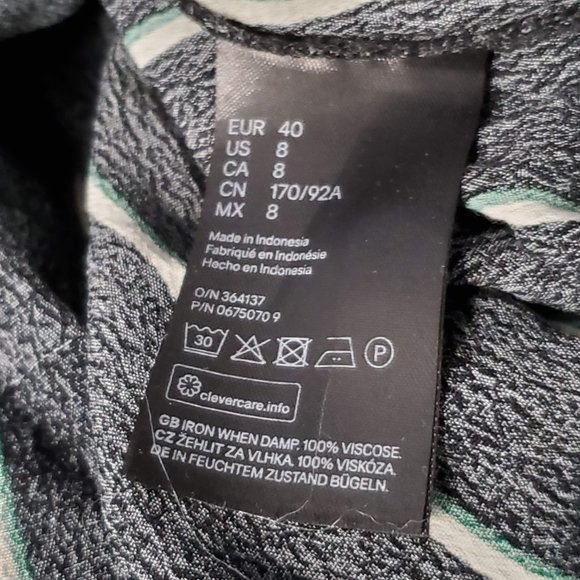 EUR 40
US 8
CA 8
CN 170/92A
MX 8
Made in Indonesia
Fabriqué en Indonésie
Hecho en Indonesia
O/N 364137
P/N 0675070 9
30 P
clevercare.info
GB IRON WHEN DAMP. 100% VISCOSE.
CZ ŽEHLIT ZA VLHKA. 100% VISKÓZA.
DE IN FEUCHTEM ZUSTAND BÜGELN.